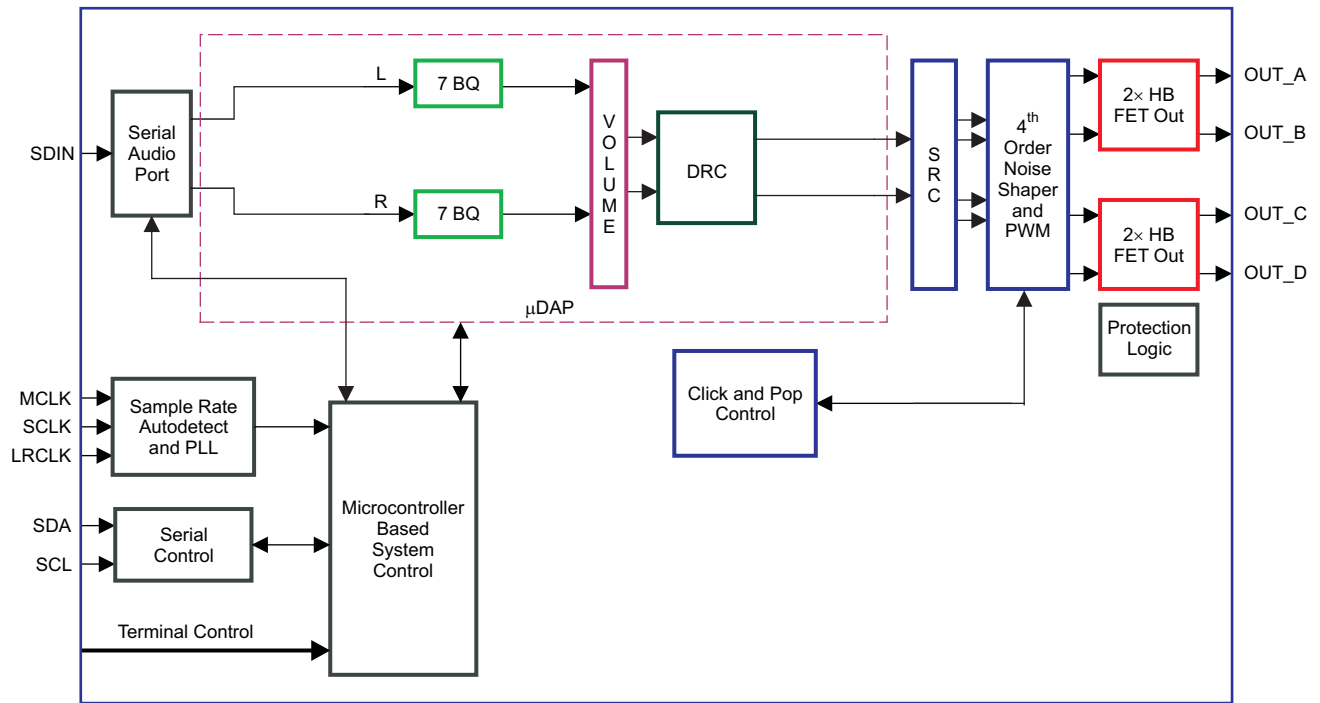 SDIN
Serial
Audio
Port
L
R
7 BQ
7 BQ
VOLUME
DRC
μDAP
SRC
4th
Order
Noise
Shaper
and
PWM
2× HB
FET Out
2× HB
FET Out
OUT_A
OUT_B
OUT_C
OUT_D
Protection
Logic
Click and Pop
Control
MCLK
SCLK
LRCLK
Sample Rate
Autodetect
and PLL
SDA
SCL
Serial
Control
Terminal Control
Microcontroller
Based
System
Control